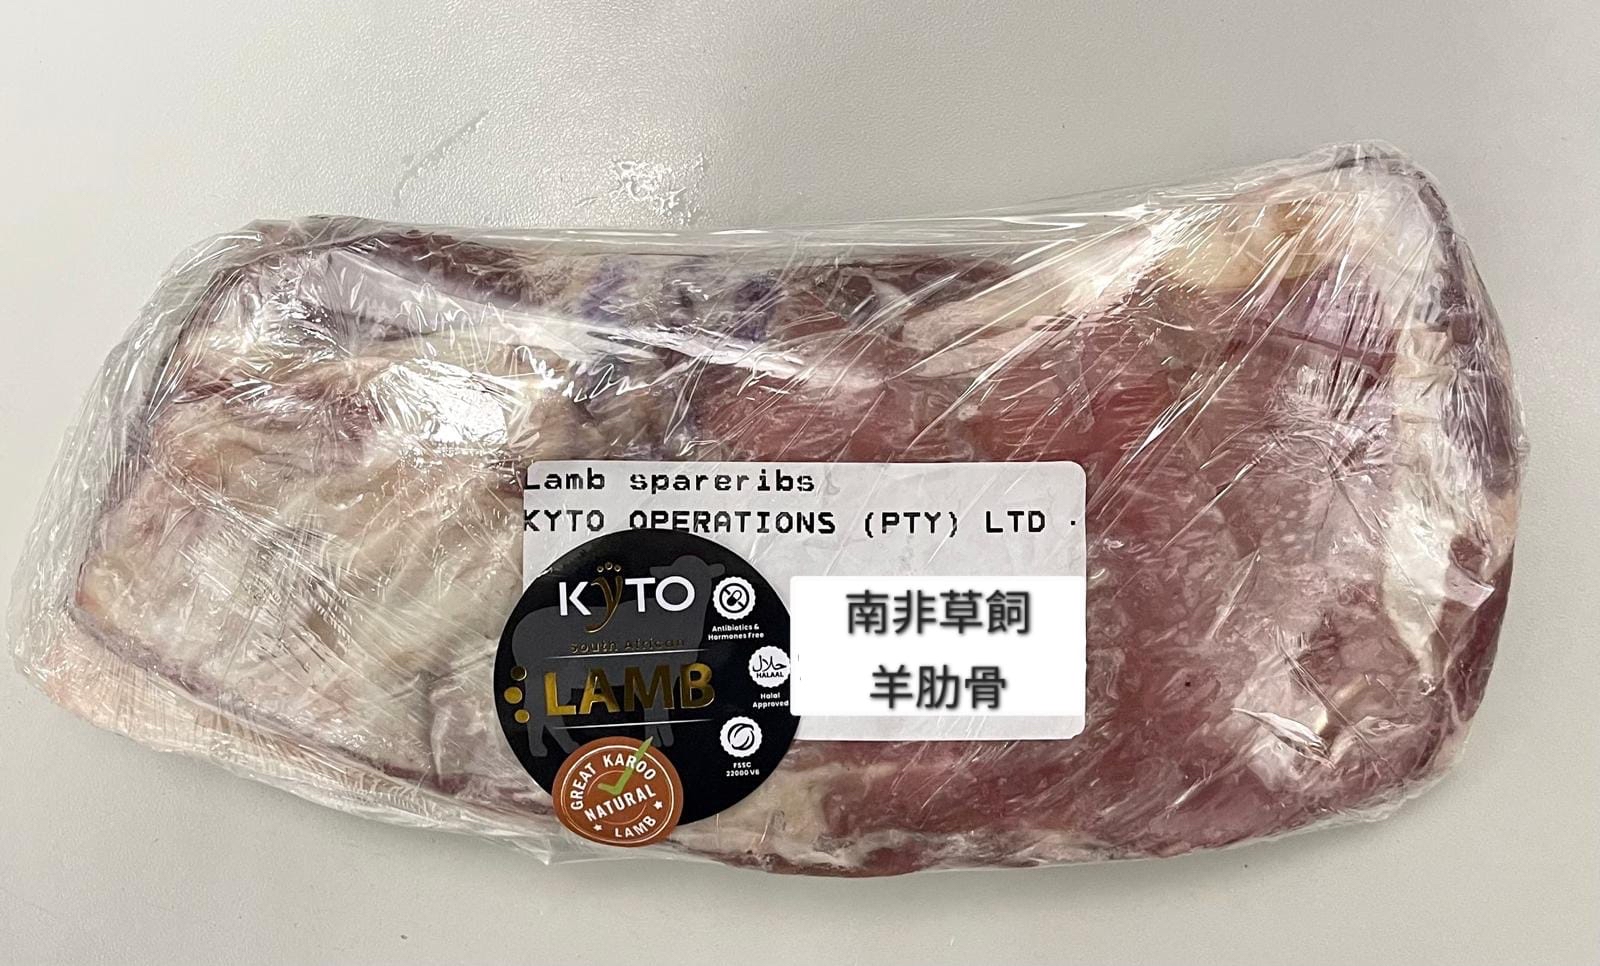 Lamb spareribs
KYTO OPERATIONS (PTY) LTD ·
KYTO
South African
LAMB
Antibiotics &
Hormones Free
حلال
HALAAL
Halal
Approved
FSSC
22000 V6
GREAT KAROO
NATURAL
LAMB
南非草飼
羊肋骨